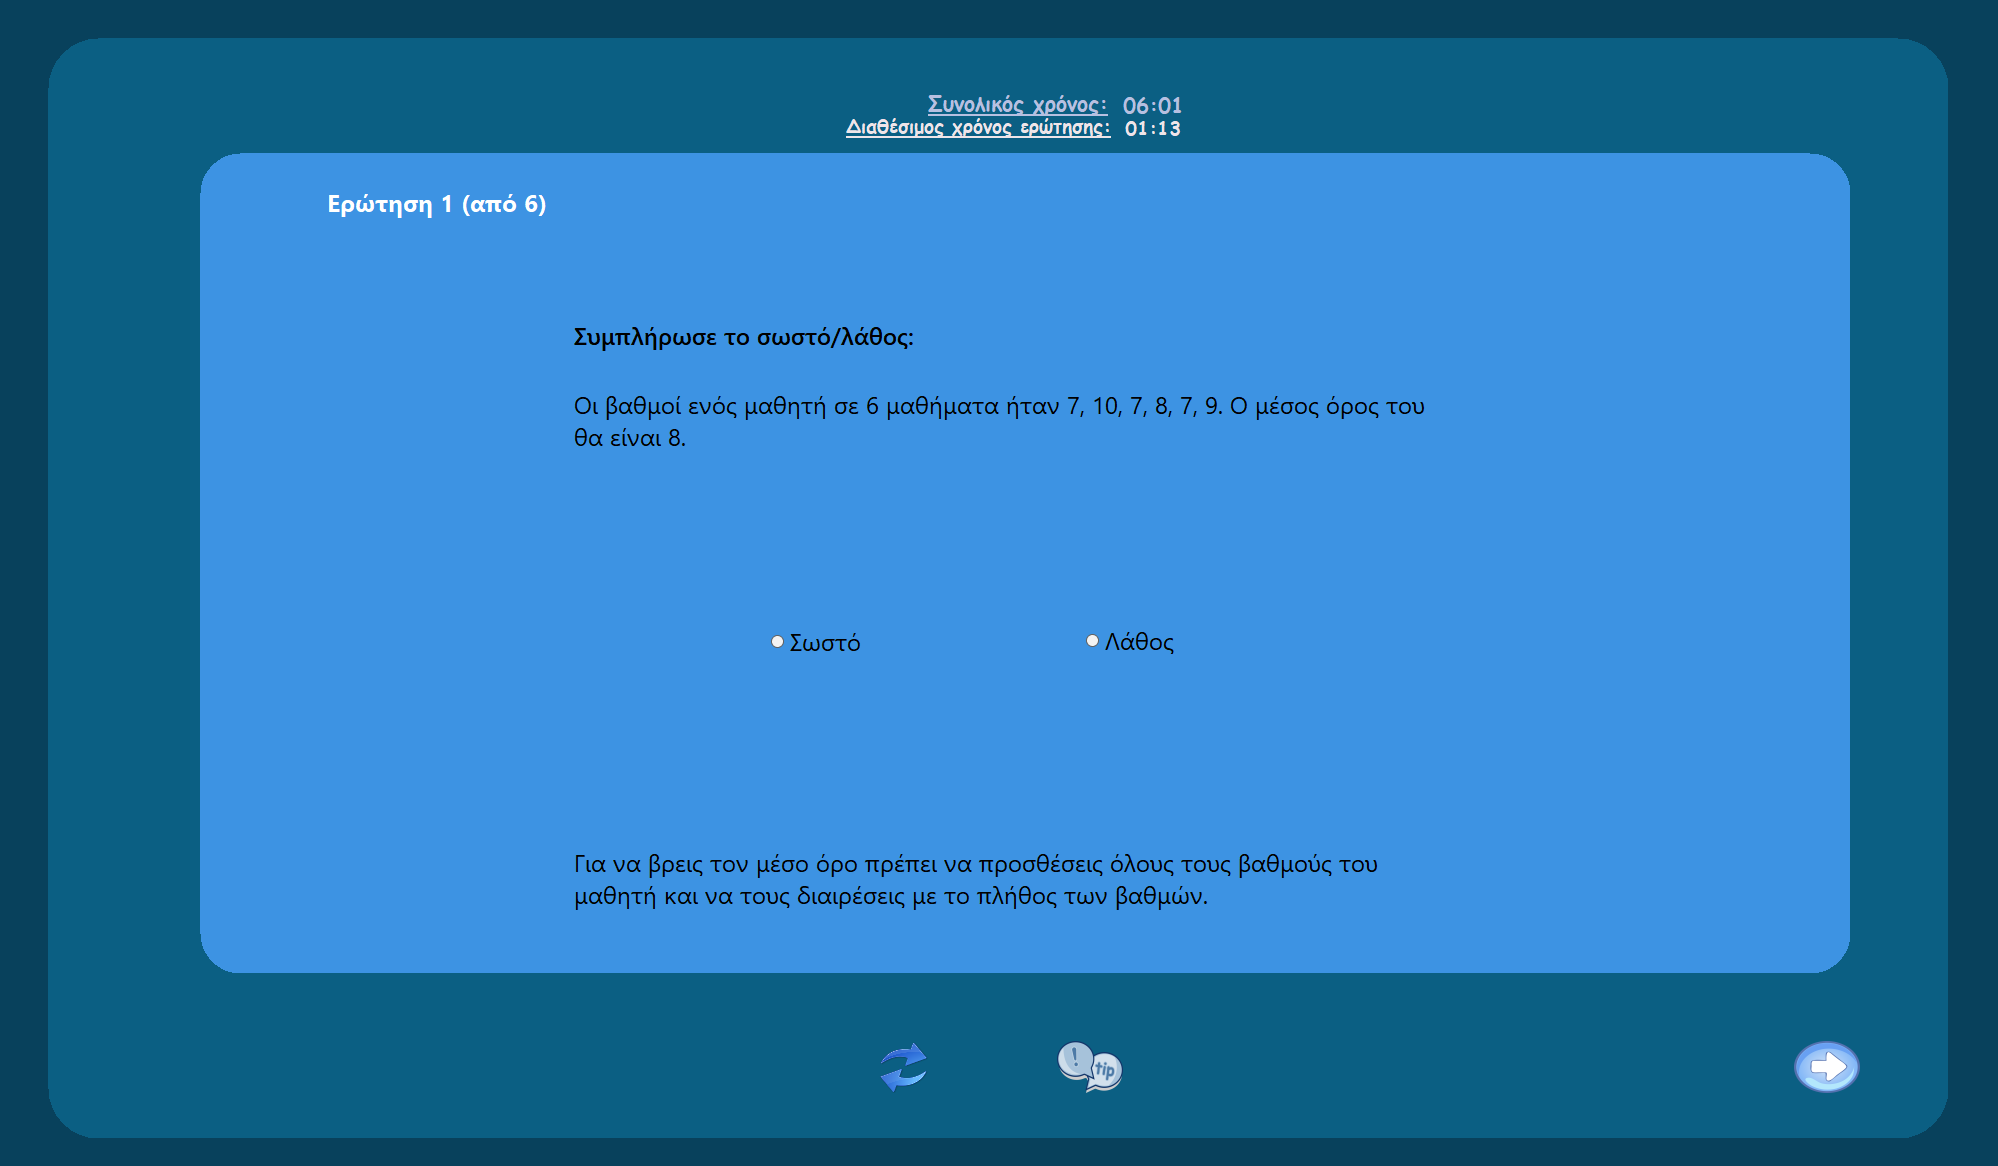 Συνολικός χρόνος: 06:01
Διαθέσιμος χρόνος ερώτησης: 01:13
Ερώτηση 1 (από 6)
Συμπλήρωσε το σωστό/λάθος:
Οι βαθμοί ενός μαθητή σε 6 μαθήματα ήταν 7, 10, 7, 8, 7, 9. Ο μέσος όρος του
θα είναι 8.
Σωστό
Λάθος
Για να βρεις τον μέσο όρο πρέπει να προσθέσεις όλους τους βαθμούς του
μαθητή και να τους διαιρέσεις με το πλήθος των βαθμών.
! tip